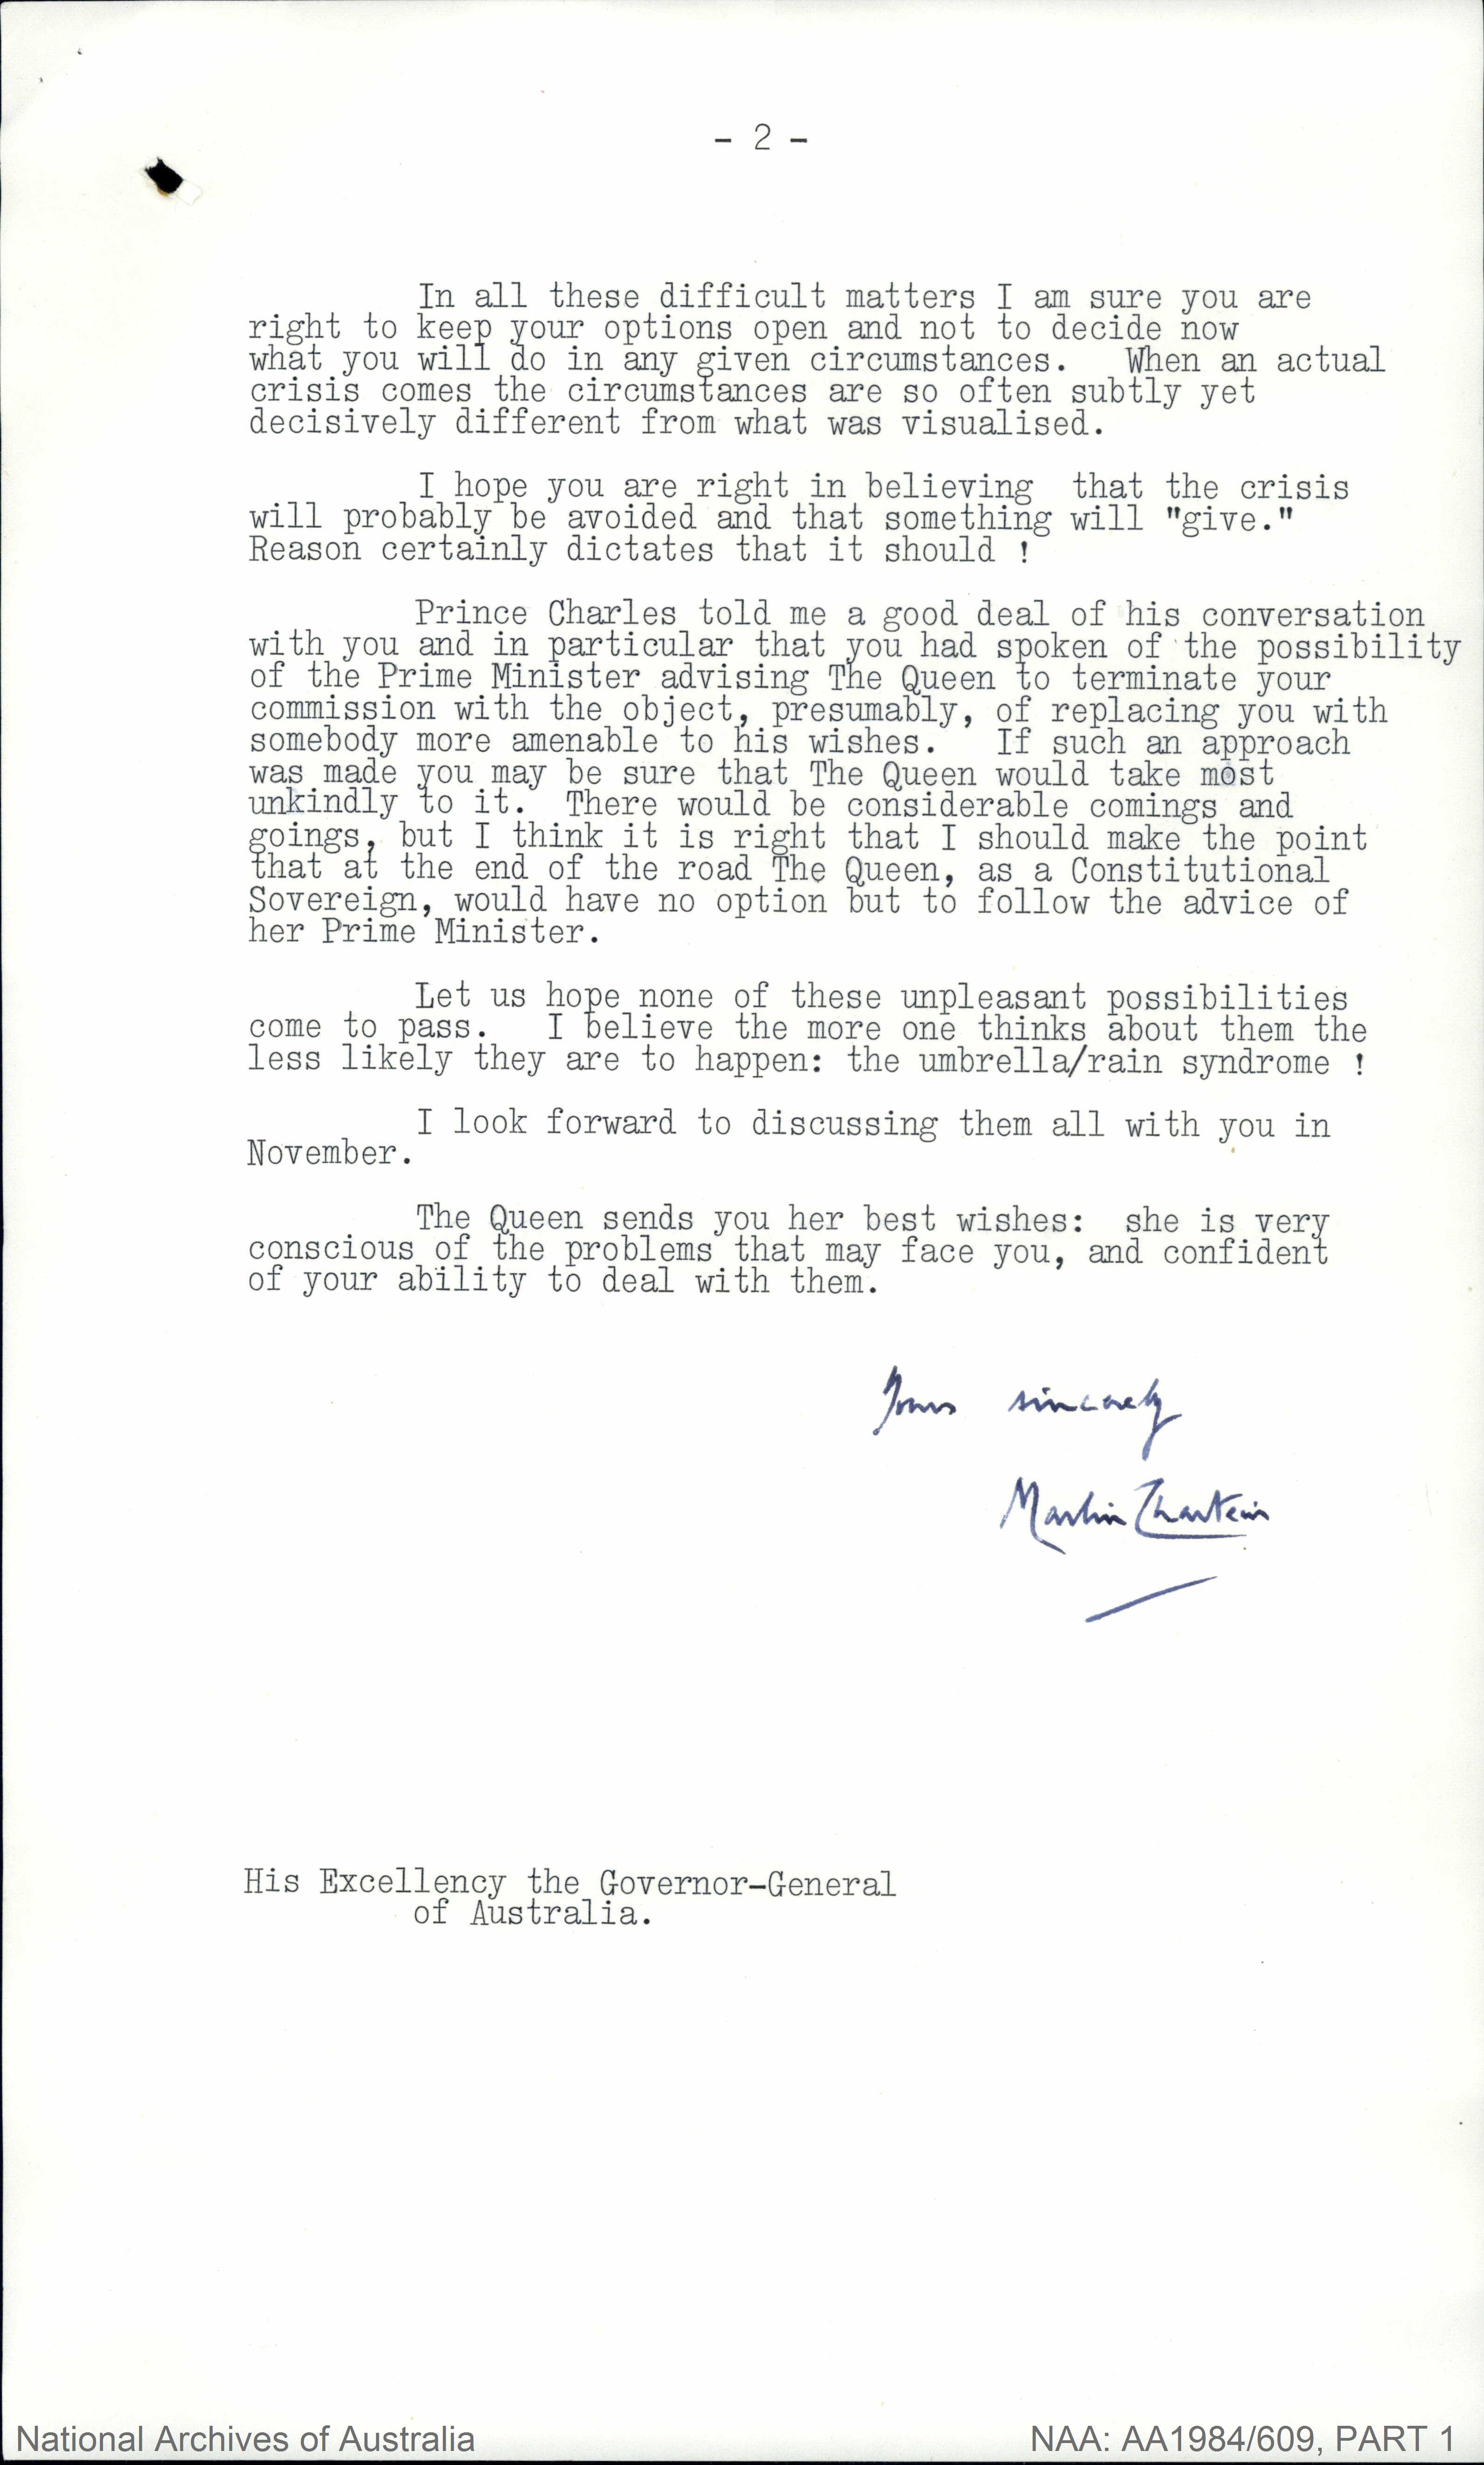 - 2 -
In all these difficult matters I am sure you are
right to keep your options open and not to decide now
what you will do in any given circumstances. When an actual
crisis comes the circumstances are so often subtly yet
decisively different from what was visualised.
I hope you are right in believing that the crisis
will probably be avoided and that something will "give."
Reason certainly dictates that it should !
Prince Charles told me a good deal of his conversation
with you and in particular that you had spoken of the possibility
of the Prime Minister advising The Queen to terminate your
commission with the object, presumably, of replacing you with
somebody more amenable to his wishes. If such an approach
was made you may be sure that The Queen would take most
unkindly to it. There would be considerable comings and
goings, but I think it is right that I should make the point
that at the end of the road The Queen, as a Constitutional
Sovereign, would have no option but to follow the advice of
her Prime Minister.
Let us hope none of these unpleasant possibilities
come to pass. I believe the more one thinks about them the
less likely they are to happen: the umbrella/rain syndrome !
I look forward to discussing them all with you in
November.
The Queen sends you her best wishes: she is very
conscious of the problems that may face you, and confident
of your ability to deal with them.
Yours sincerely
Martin Charteris
His Excellency the Governor-General
of Australia.
National Archives of Australia
NAA: AA1984/609, PART 1